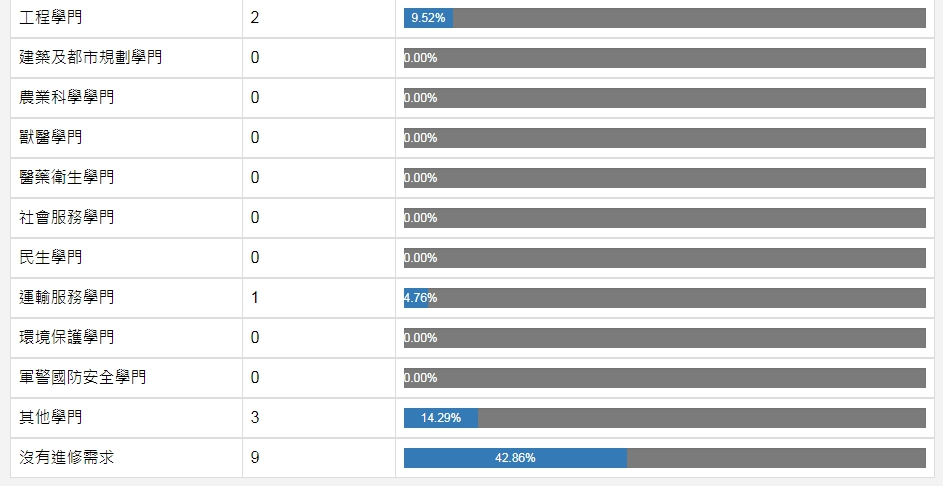 工程學門 2 9.52%
建築及都市規劃學門 0 0.00%
農業科學學門 0 0.00%
獸醫學門 0 0.00%
醫藥衛生學門 0 0.00%
社會服務學門 0 0.00%
民生學門 0 0.00%
運輸服務學門 1 4.76%
環境保護學門 0 0.00%
軍警國防安全學門 0 0.00%
其他學門 3 14.29%
沒有進修需求 9 42.86%